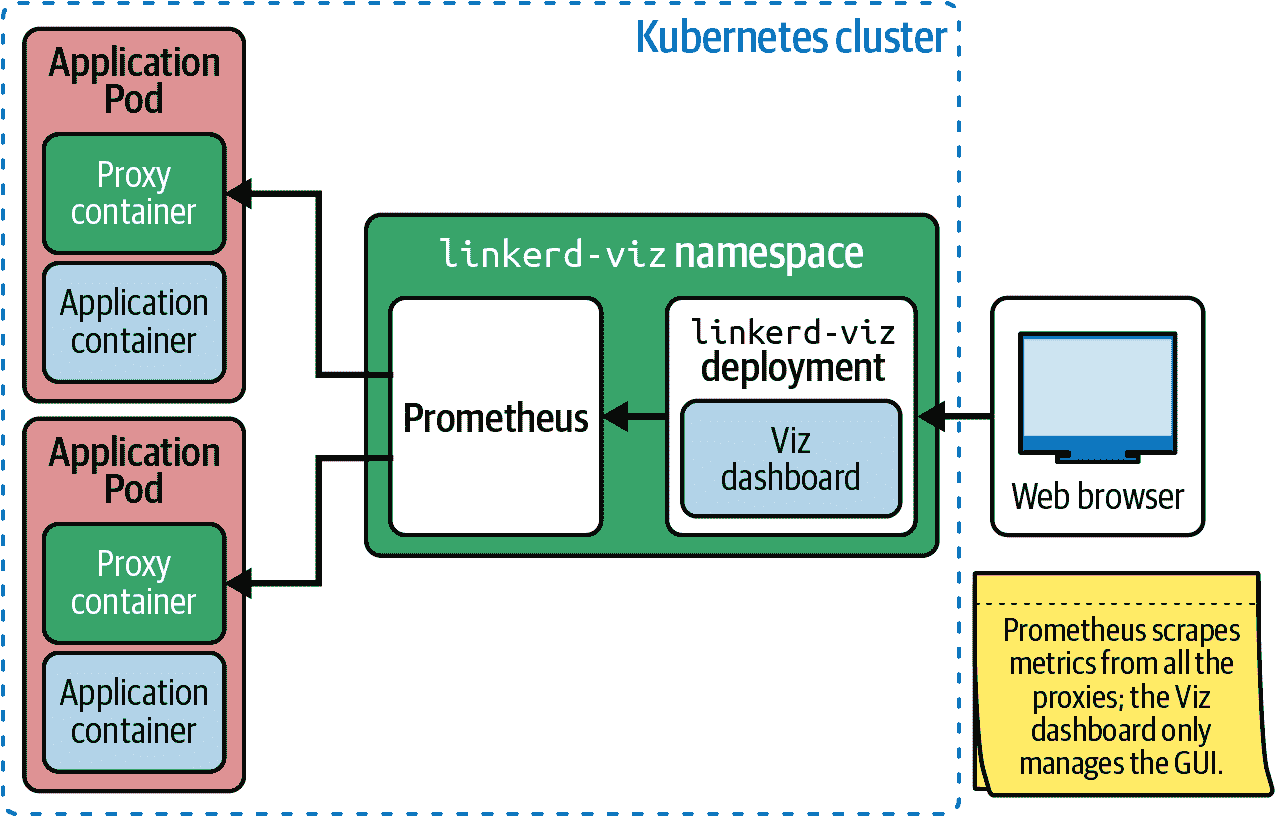 Kubernetes cluster
Application
Pod
Proxy
container
Application
container
Application
Pod
Proxy
container
Application
container
linkerd-viz namespace
Prometheus
linkerd-viz
deployment
Viz
dashboard
Web browser
Prometheus scrapes
metrics from all the
proxies; the Viz
dashboard only
manages the GUI.